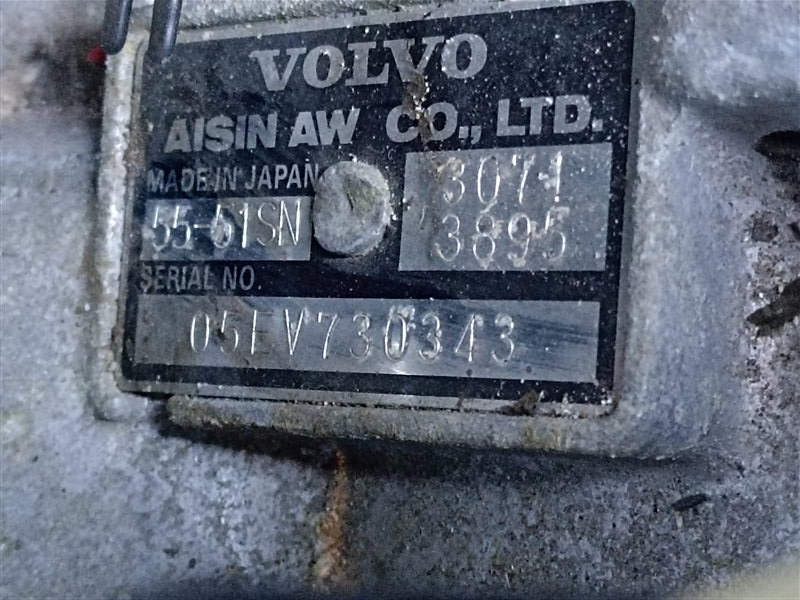 VOLVO
AISIN AW CO., LTD.
MADE IN JAPAN
3071
55-51SN
3895
SERIAL NO.
05EV730343